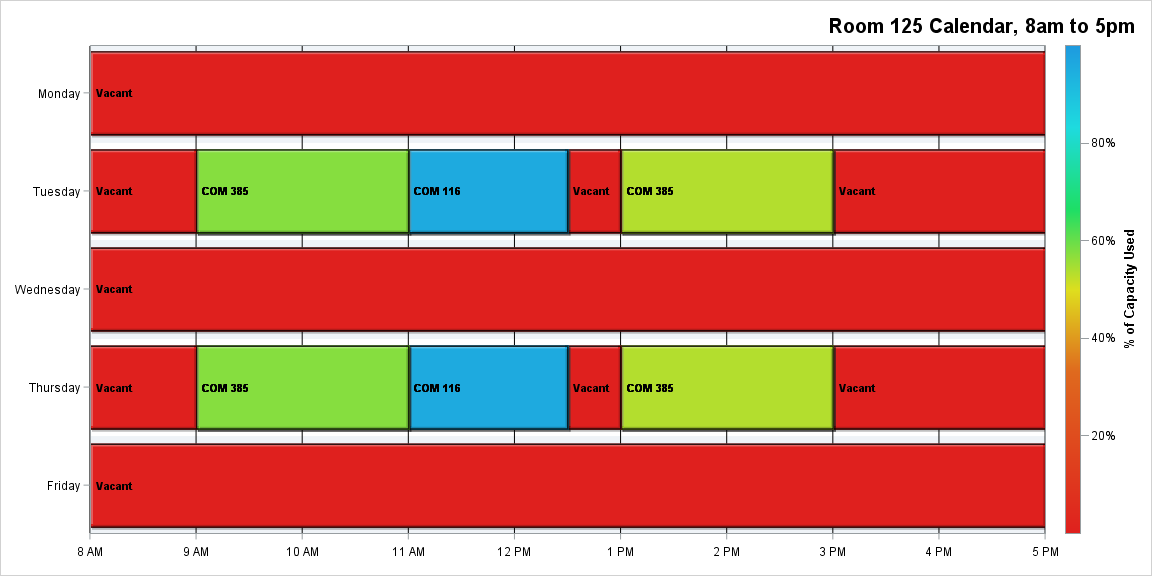 Room 125 Calendar, 8am to 5pm
Monday
Vacant
Tuesday
Vacant
COM 385
COM 116
Vacant
COM 385
Vacant
Wednesday
Vacant
Thursday
Vacant
COM 385
COM 116
Vacant
COM 385
Vacant
Friday
Vacant
8 AM
9 AM
10 AM
11 AM
12 PM
1 PM
2 PM
3 PM
4 PM
5 PM
80%
60%
40%
20%
% of Capacity Used